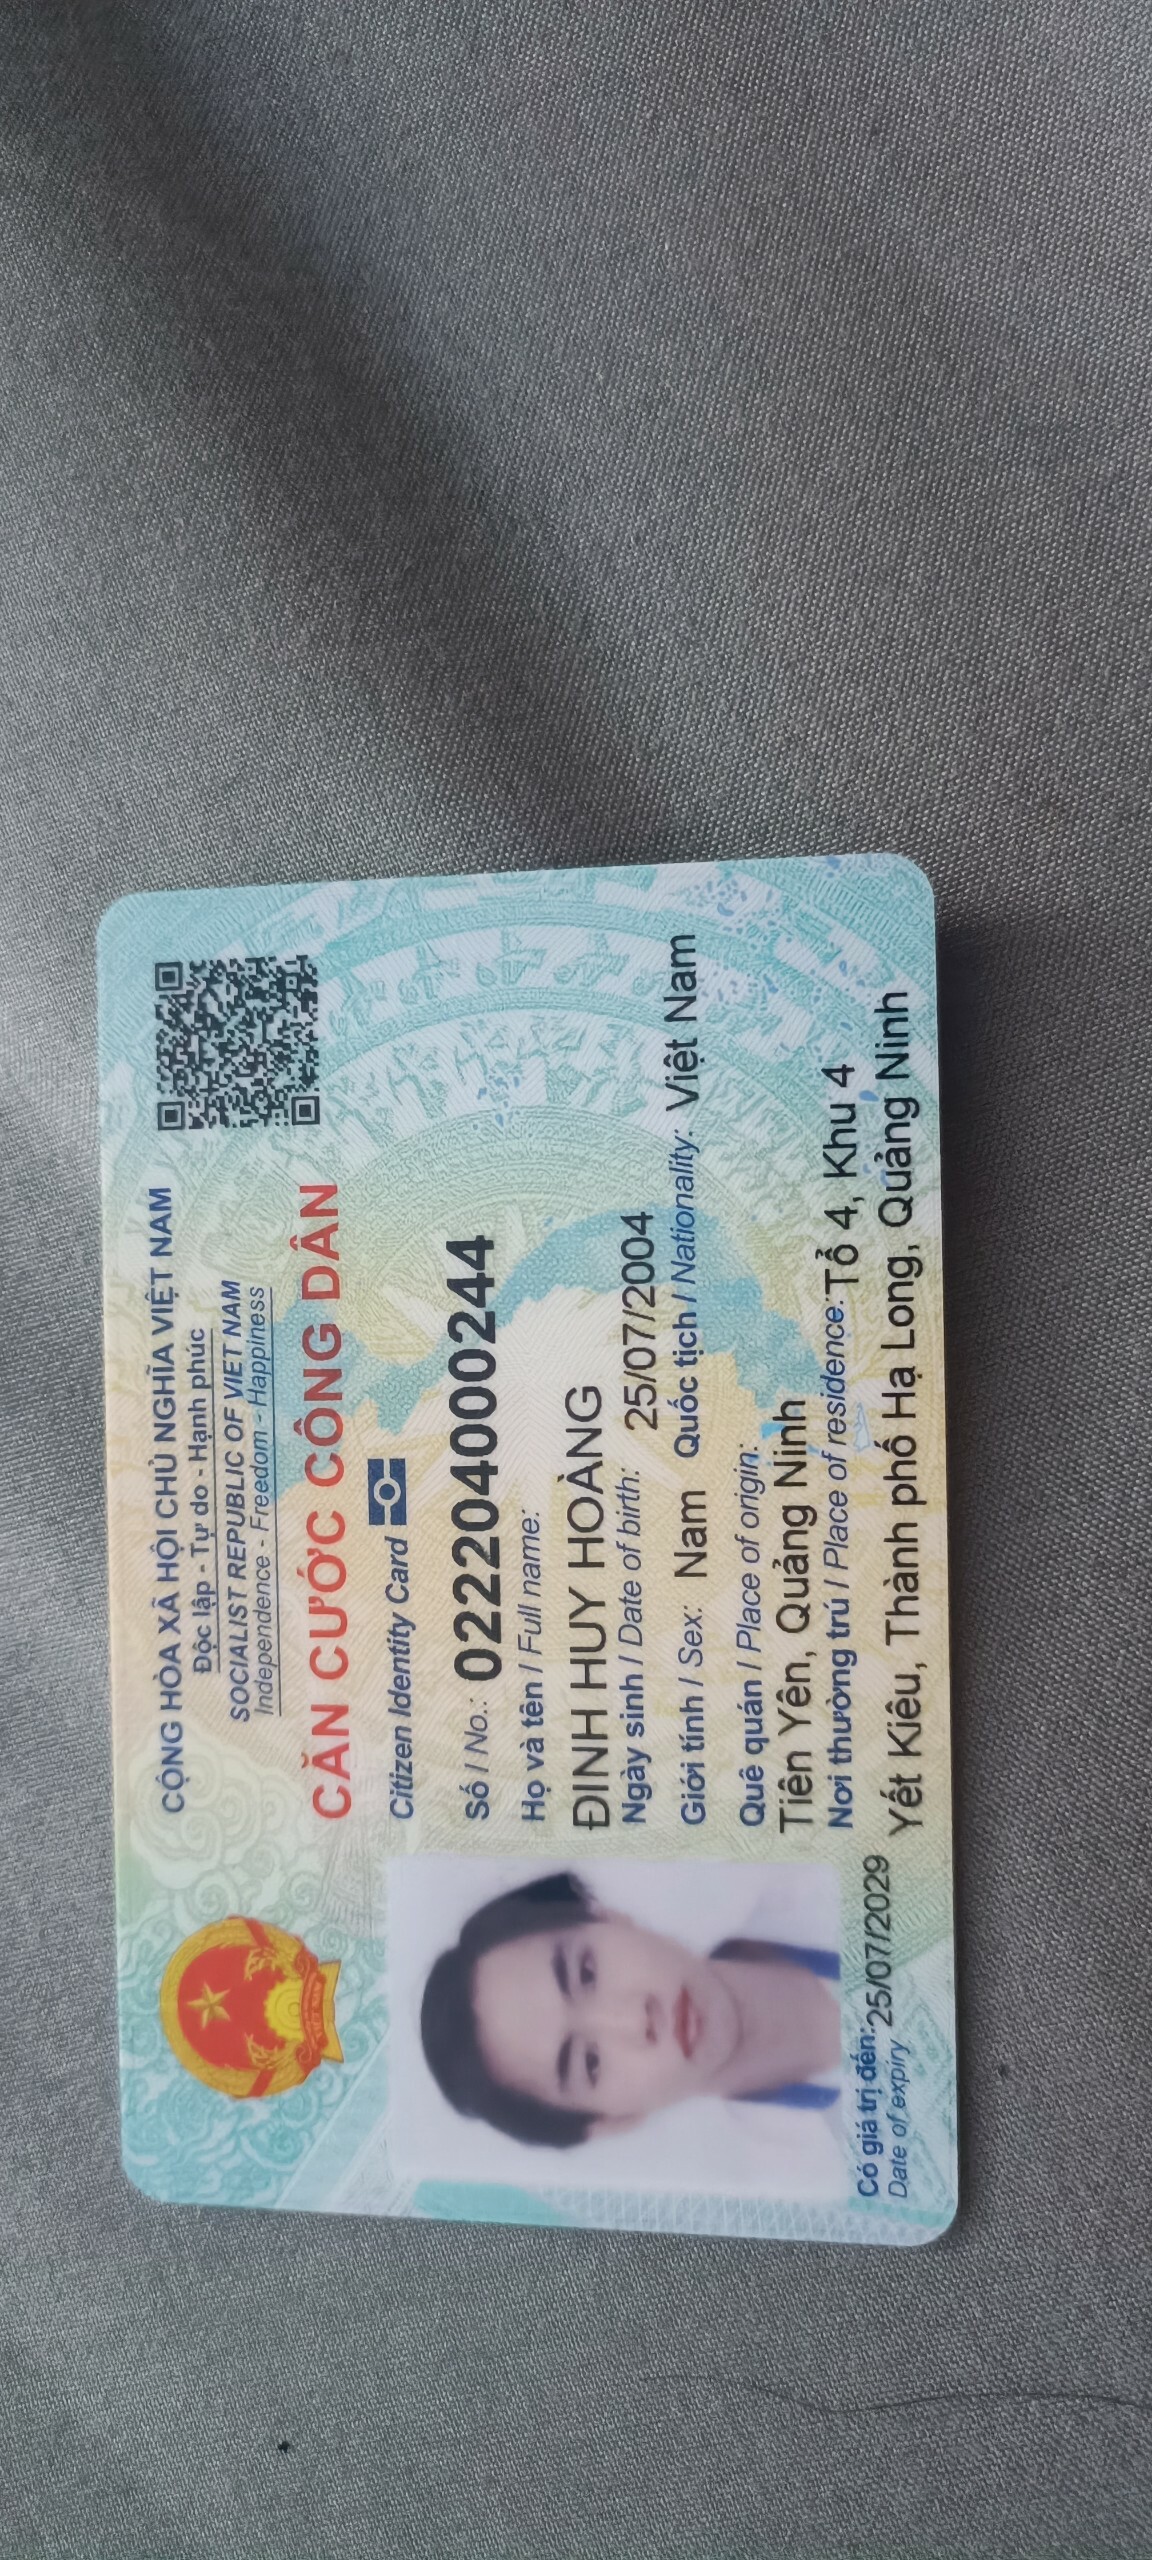 CỘNG HÒA XÃ HỘI CHỦ NGHĨA VIỆT NAM
Độc lập - Tự do - Hạnh phúc
SOCIALIST REPUBLIC OF VIET NAM
Independence - Freedom - Happiness
CĂN CƯỚC CÔNG DÂN
Citizen Identity Card
Số / No.: 022204000244
Họ và tên / Full name:
ĐINH HUY HOÀNG
Ngày sinh / Date of birth: 25/07/2004
Giới tính / Sex: Nam Quốc tịch / Nationality: Việt Nam
Quê quán / Place of origin:
Tiên Yên, Quảng Ninh
Nơi thường trú / Place of residence: Tổ 4, Khu 4
Yết Kiêu, Thành phố Hạ Long, Quảng Ninh
Có giá trị đến: 25/07/2029
Date of expiry